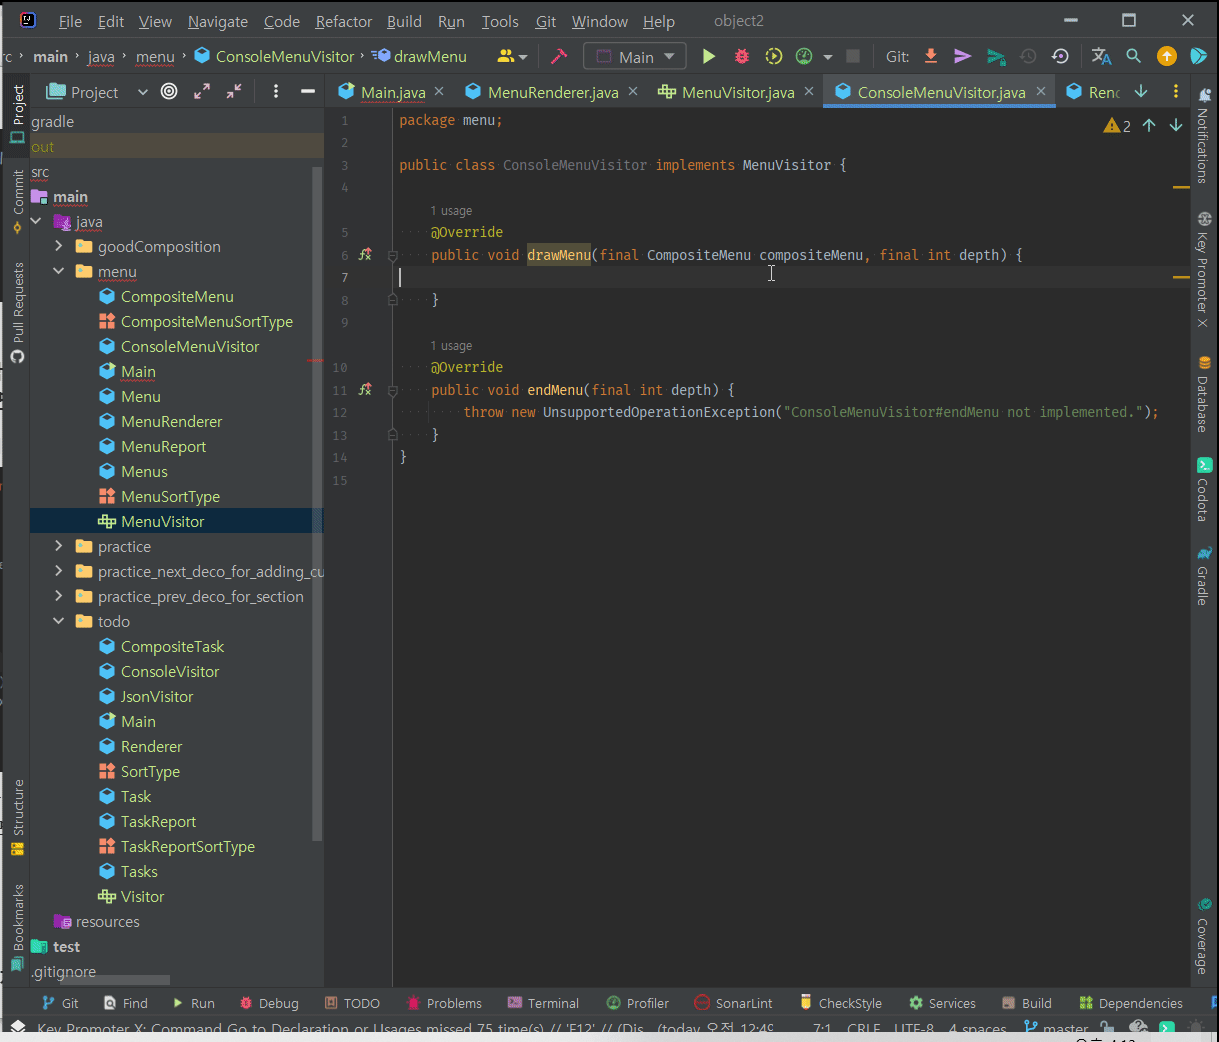 File Edit View Navigate Code Refactor Build Run Tools Git Window Help object2
main java menu ConsoleMenuVisitor drawMenu Main Git:
Project
Main.java MenuRenderer.java MenuVisitor.java ConsoleMenuVisitor.java
gradle
out
src
main
java
goodComposition
menu
CompositeMenu
CompositeMenuSortType
ConsoleMenuVisitor
Main
Menu
MenuRenderer
MenuReport
Menus
MenuSortType
MenuVisitor
practice
practice_next_deco_for_adding_cu
practice_prev_deco_for_section
todo
CompositeTask
ConsoleVisitor
JsonVisitor
Main
Renderer
SortType
Task
TaskReport
TaskReportSortType
Tasks
Visitor
resources
test
.gitignore
Project
Commit
Pull Requests
Structure
Bookmarks
2
1 package menu;
2
3 public class ConsoleMenuVisitor implements MenuVisitor {
4
1 usage
5 @Override
6 public void drawMenu(final CompositeMenu compositeMenu, final int depth) {
7
8 }
9
1 usage
10 @Override
11 public void endMenu(final int depth) {
12 throw new UnsupportedOperationException("ConsoleMenuVisitor#endMenu not implemented.");
13 }
14 }
15
Notifications
Key Promoter X
Database
Codota
Gradle
Coverage
Git Find Run Debug TODO Problems Terminal Profiler SonarLint CheckStyle Services Build Dependencies
Key Promoter X: Command Go to Declaration or Usages missed 75 time(s) // 'F12' // (Dis... (today 오전 12:49 7:1 CRLF UTF-8 4 spaces master